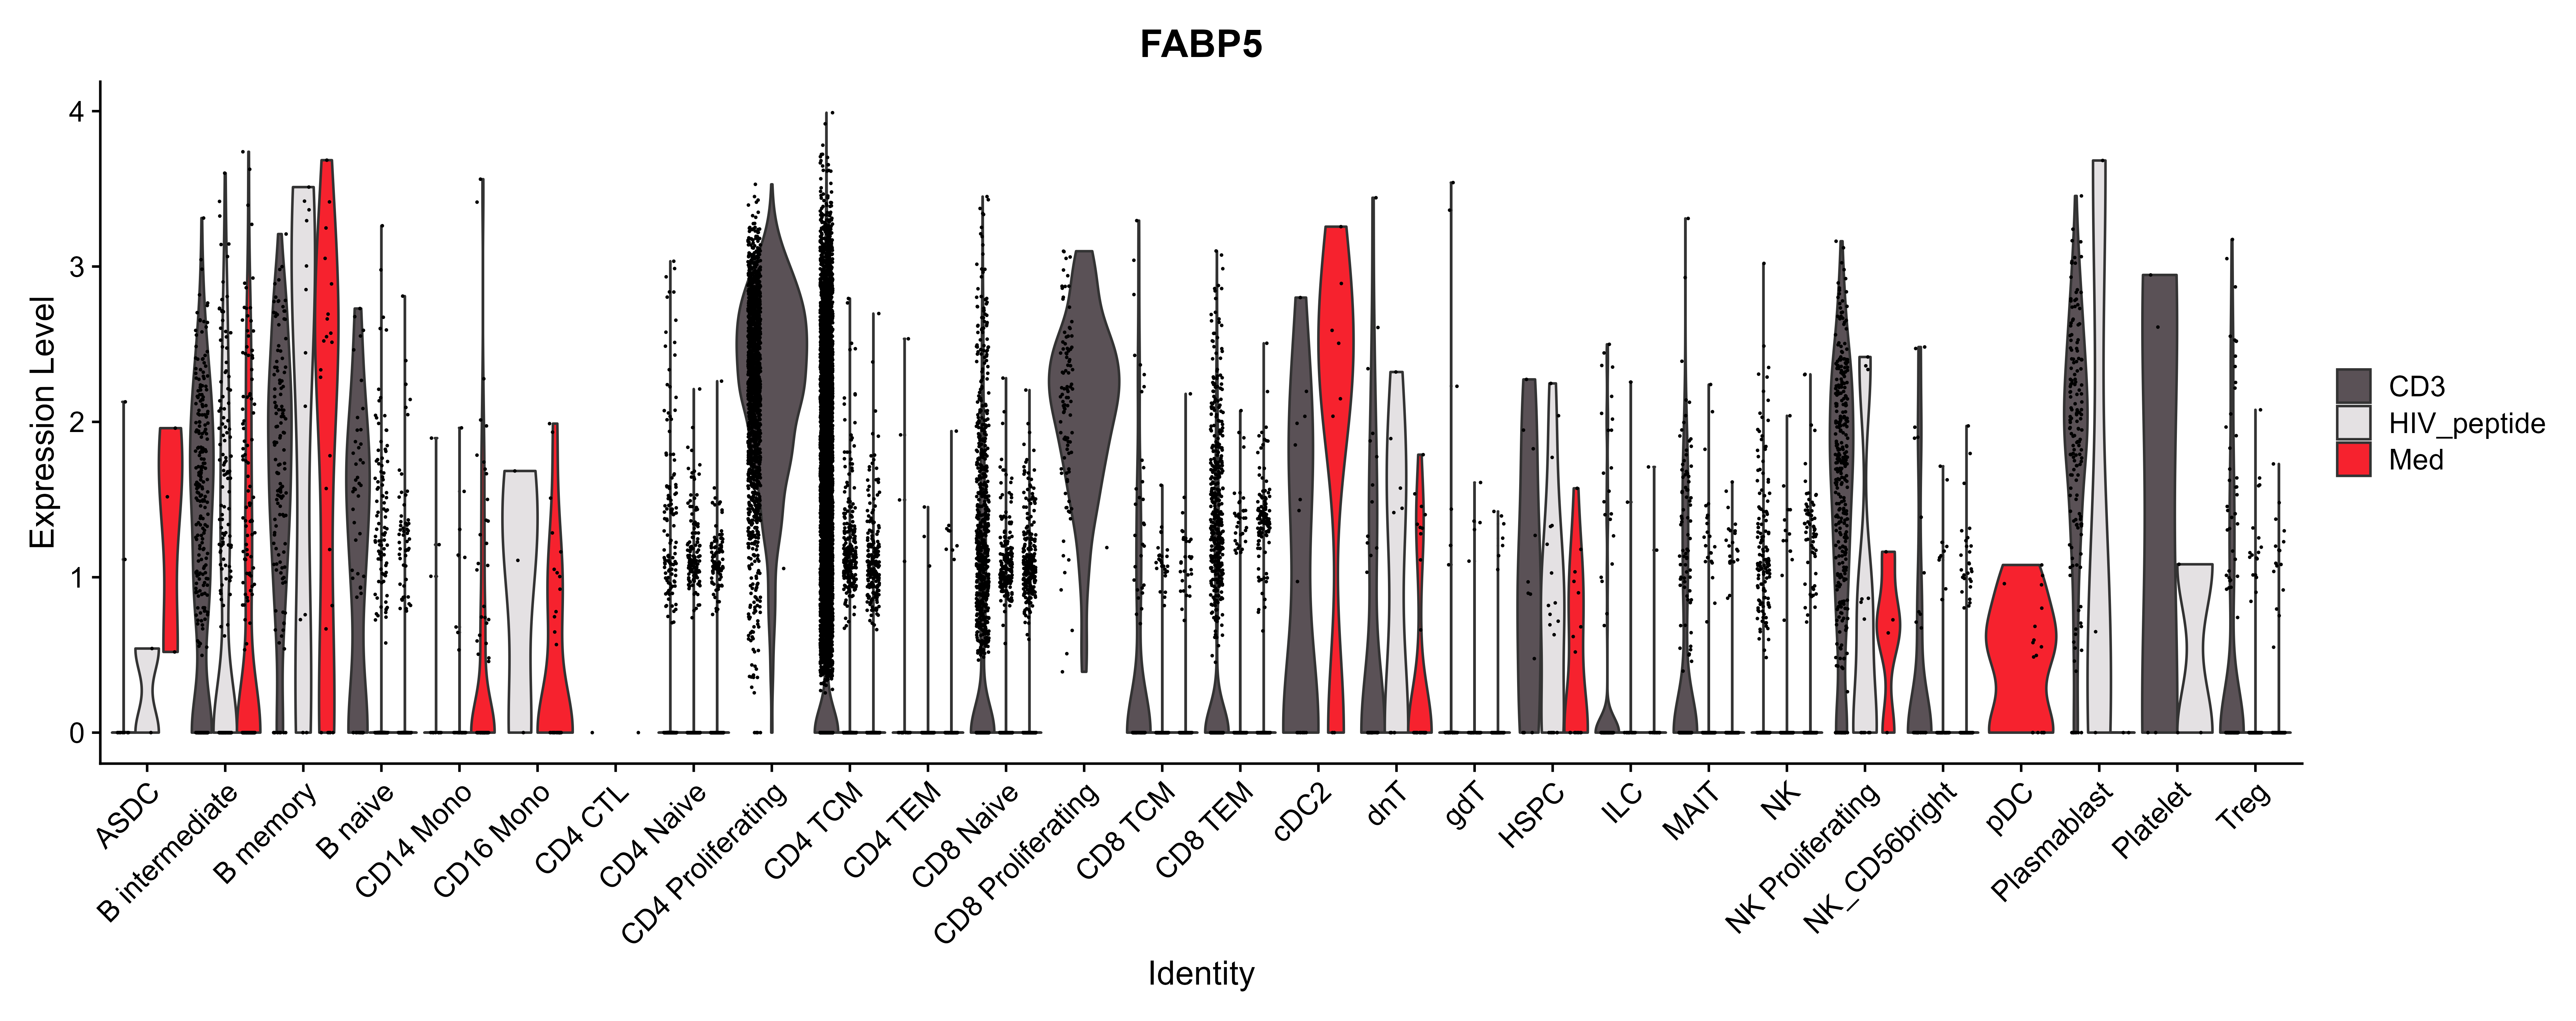 FABP5
Expression Level
4
3
2
1
0
ASDC
B intermediate
B memory
B naive
CD14 Mono
CD16 Mono
CD4 CTL
CD4 Naive
CD4 Proliferating
CD4 TCM
CD4 TEM
CD8 Naive
CD8 Proliferating
CD8 TCM
CD8 TEM
cDC2
dnT
gdT
HSPC
ILC
MAIT
NK
NK Proliferating
NK_CD56bright
pDC
Plasmablast
Platelet
Treg
Identity
CD3
HIV_peptide
Med